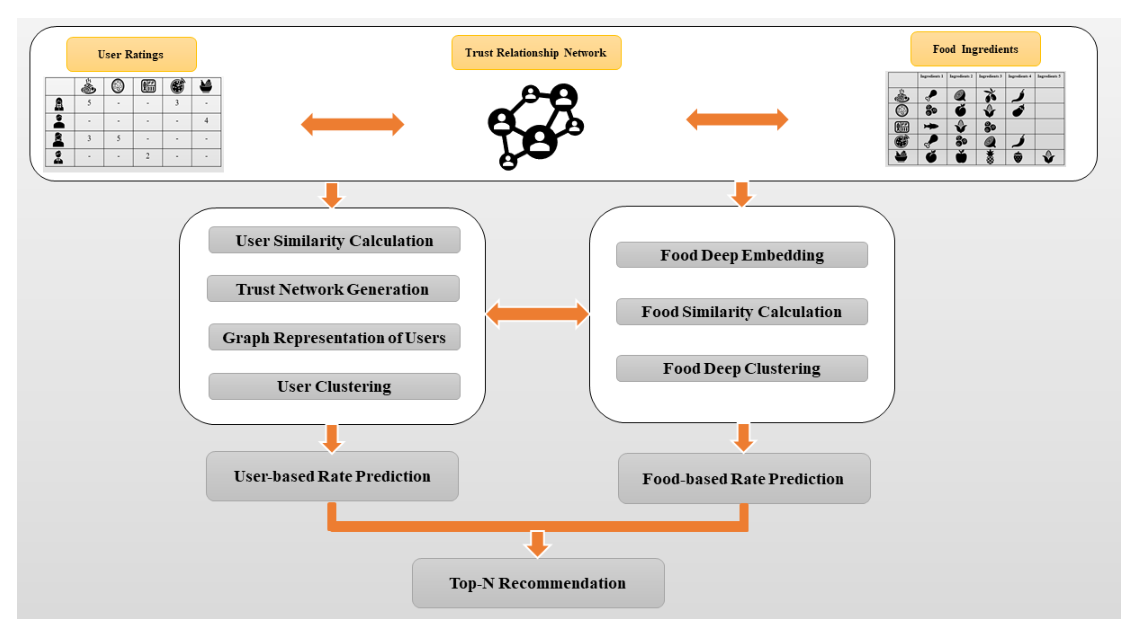 User Ratings
Trust Relationship Network
Food Ingredients
5 - - 3 -
- - - - 4
3 5 - - -
- - 2 - -
Ingredients 1 Ingredients 2 Ingredients 3 Ingredients 4 Ingredients 5
User Similarity Calculation
Trust Network Generation
Graph Representation of Users
User Clustering
Food Deep Embedding
Food Similarity Calculation
Food Deep Clustering
User-based Rate Prediction
Food-based Rate Prediction
Top-N Recommendation